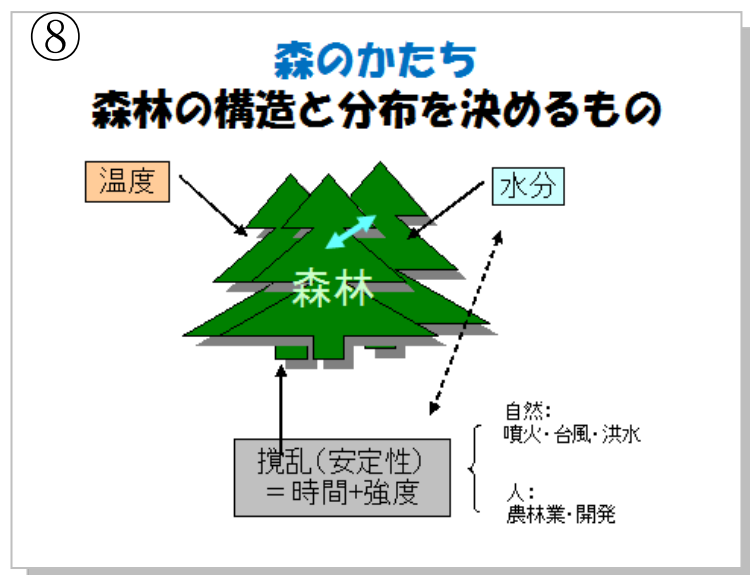 ⑧
森のかたち
森林の構造と分布を決めるもの
温度
水分
森林
撹乱(安定性)
=時間+強度
自然:
噴火・台風・洪水
人:
農林業・開発